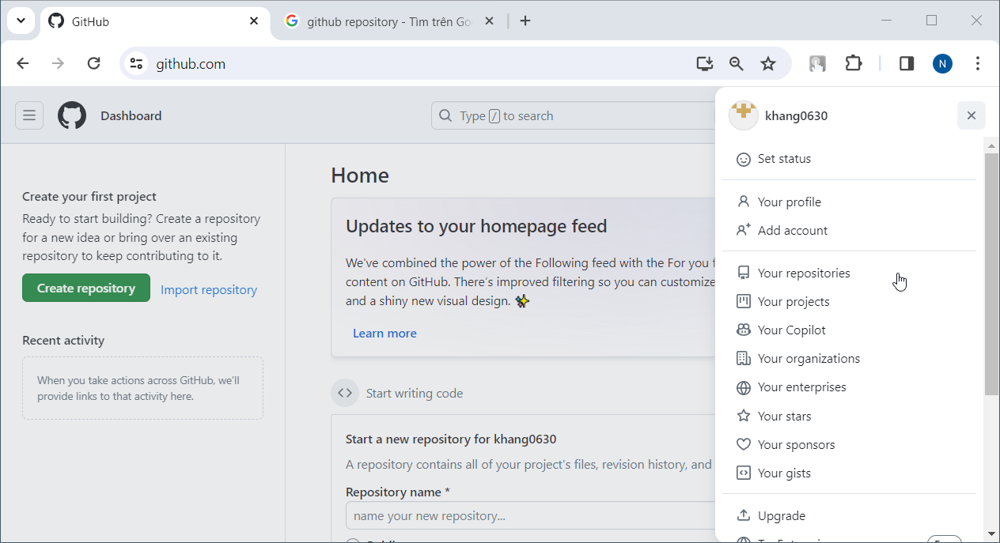 GitHub
github repository - Tìm trên Go
github.com
N
Dashboard
Type / to search
khang0630
Set status
Your profile
Add account
Your repositories
Your projects
Your Copilot
Your organizations
Your enterprises
Your stars
Your sponsors
Your gists
Upgrade
Create your first project
Ready to start building? Create a repository
for a new idea or bring over an existing
repository to keep contributing to it.
Create repository
Import repository
Recent activity
When you take actions across GitHub, we'll
provide links to that activity here.
Home
Updates to your homepage feed
We've combined the power of the Following feed with the For you
content on GitHub. There's improved filtering so you can customize
and a shiny new visual design. ✨
Learn more
Start writing code
Start a new repository for khang0630
A repository contains all of your project's files, revision history, and
Repository name *
name your new repository...